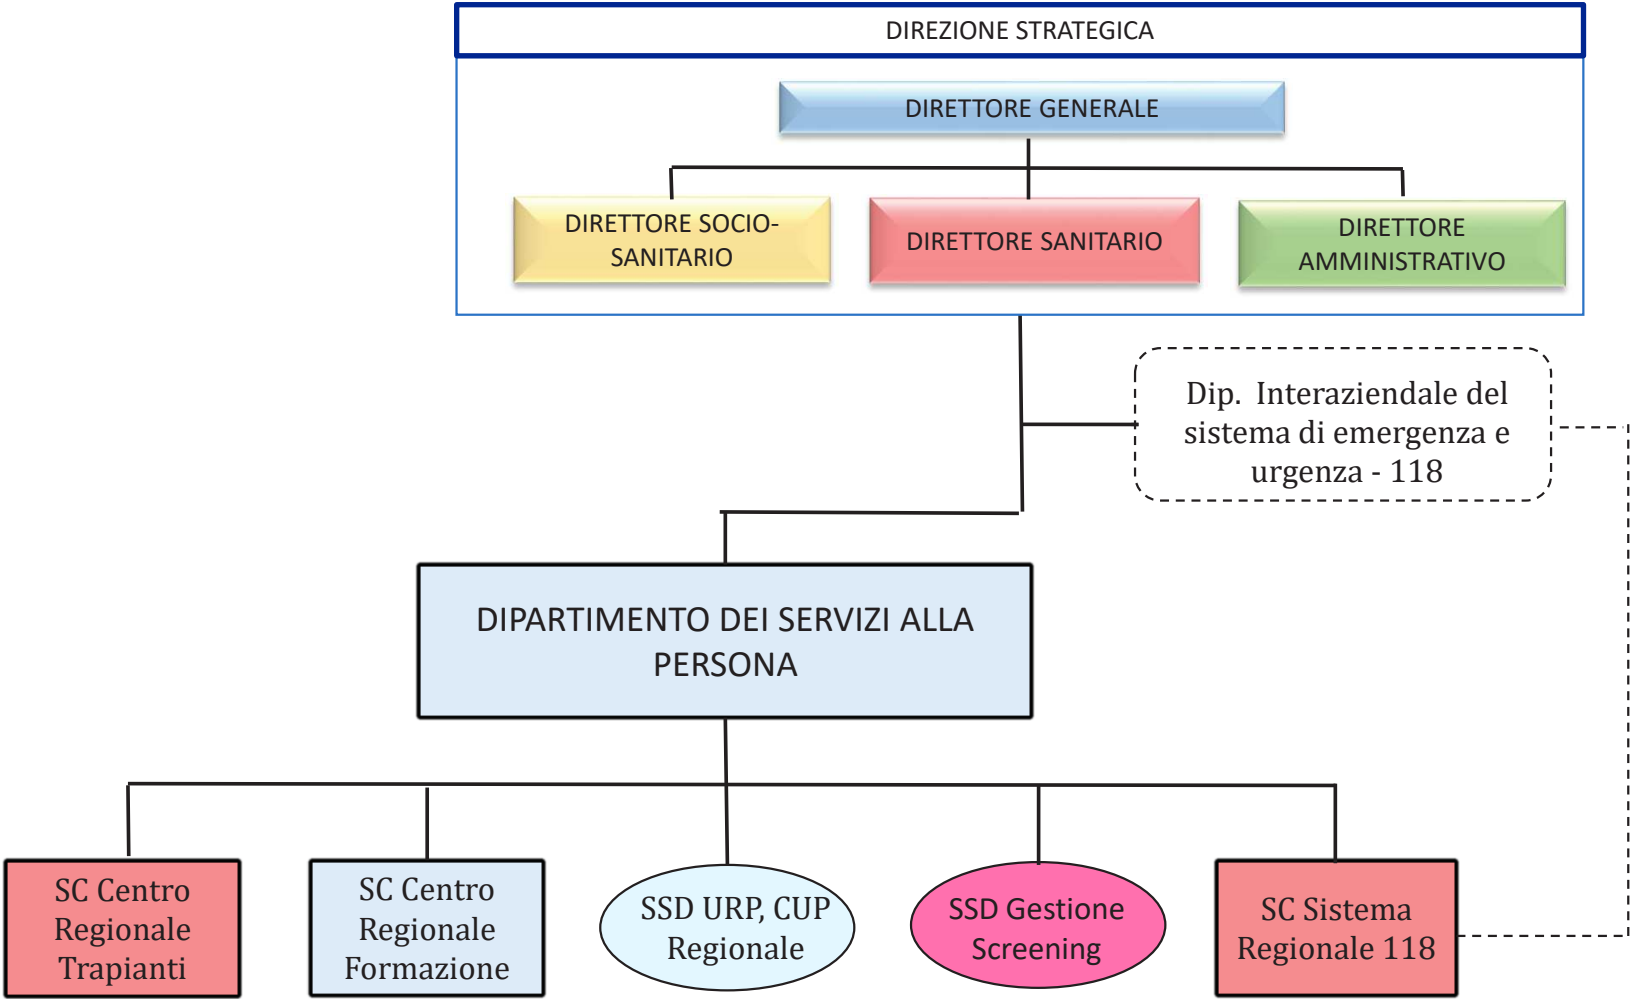 DIREZIONE STRATEGICA
DIRETTORE GENERALE
DIRETTORE SOCIO-
SANITARIO
DIRETTORE SANITARIO
DIRETTORE
AMMINISTRATIVO
Dip. Interaziendale del
sistema di emergenza e
urgenza - 118
DIPARTIMENTO DEI SERVIZI ALLA
PERSONA
SC Centro
Regionale
Trapianti
SC Centro
Regionale
Formazione
SSD URP, CUP
Regionale
SSD Gestione
Screening
SC Sistema
Regionale 118